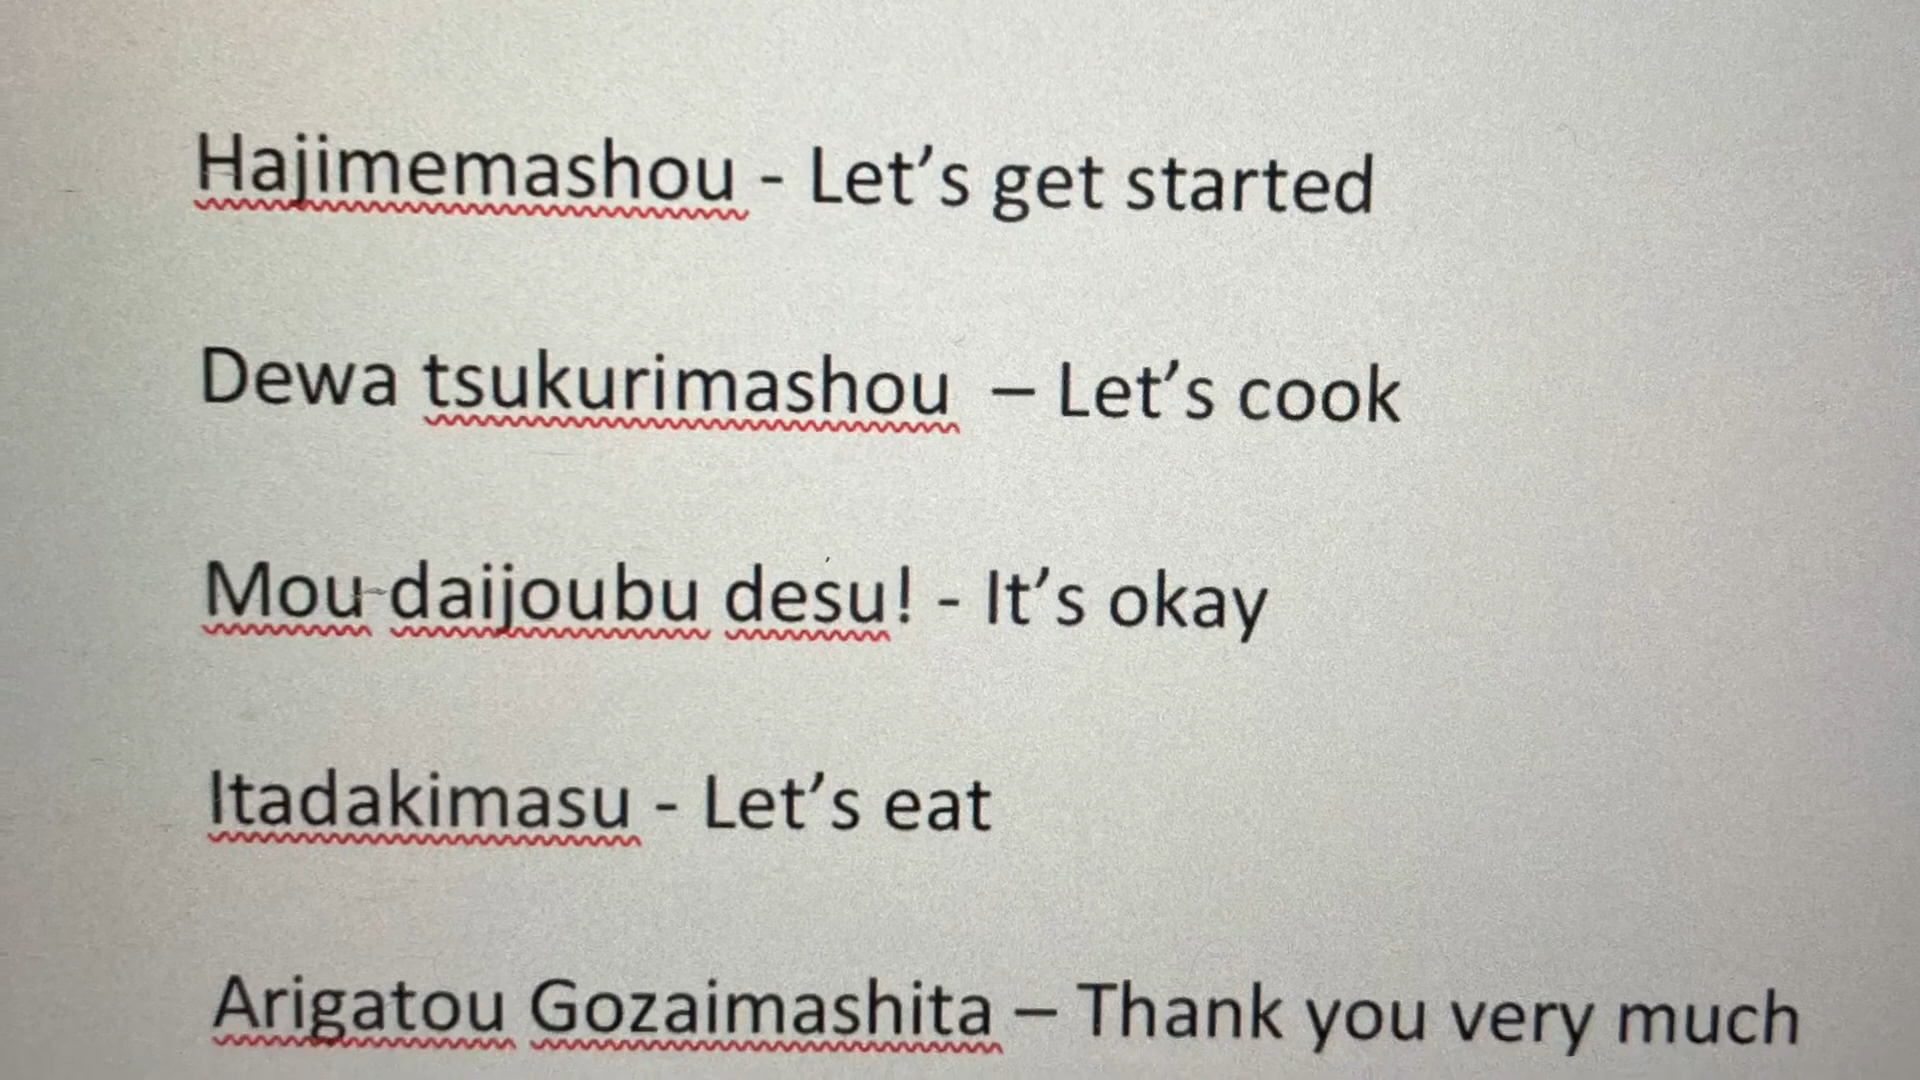 Hajimemashou - Let’s get started
Dewa tsukurimashou – Let’s cook
Mou daijoubu desu! - It’s okay
Itadakimasu - Let’s eat
Arigatou Gozaimashita – Thank you very much